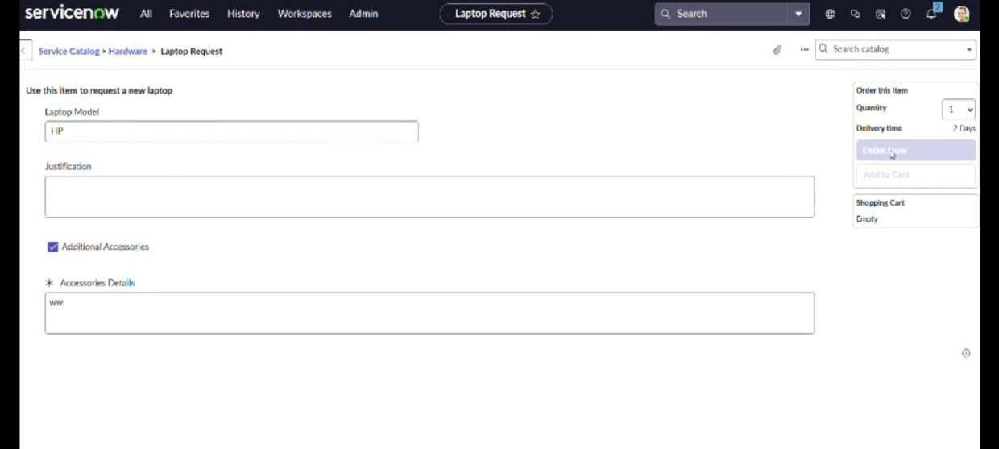 servicenow All Favorites History Workspaces Admin Laptop Request ☆ Search 2
Service Catalog > Hardware > Laptop Request ... Search catalog
Use this item to request a new laptop
Order this Item
Laptop Model
Quantity 1
HP
Delivery time 2 Days
Order Now
Justification
Add to Cart
Shopping Cart
Empty
Additional Accessories
* Accessories Details
ww